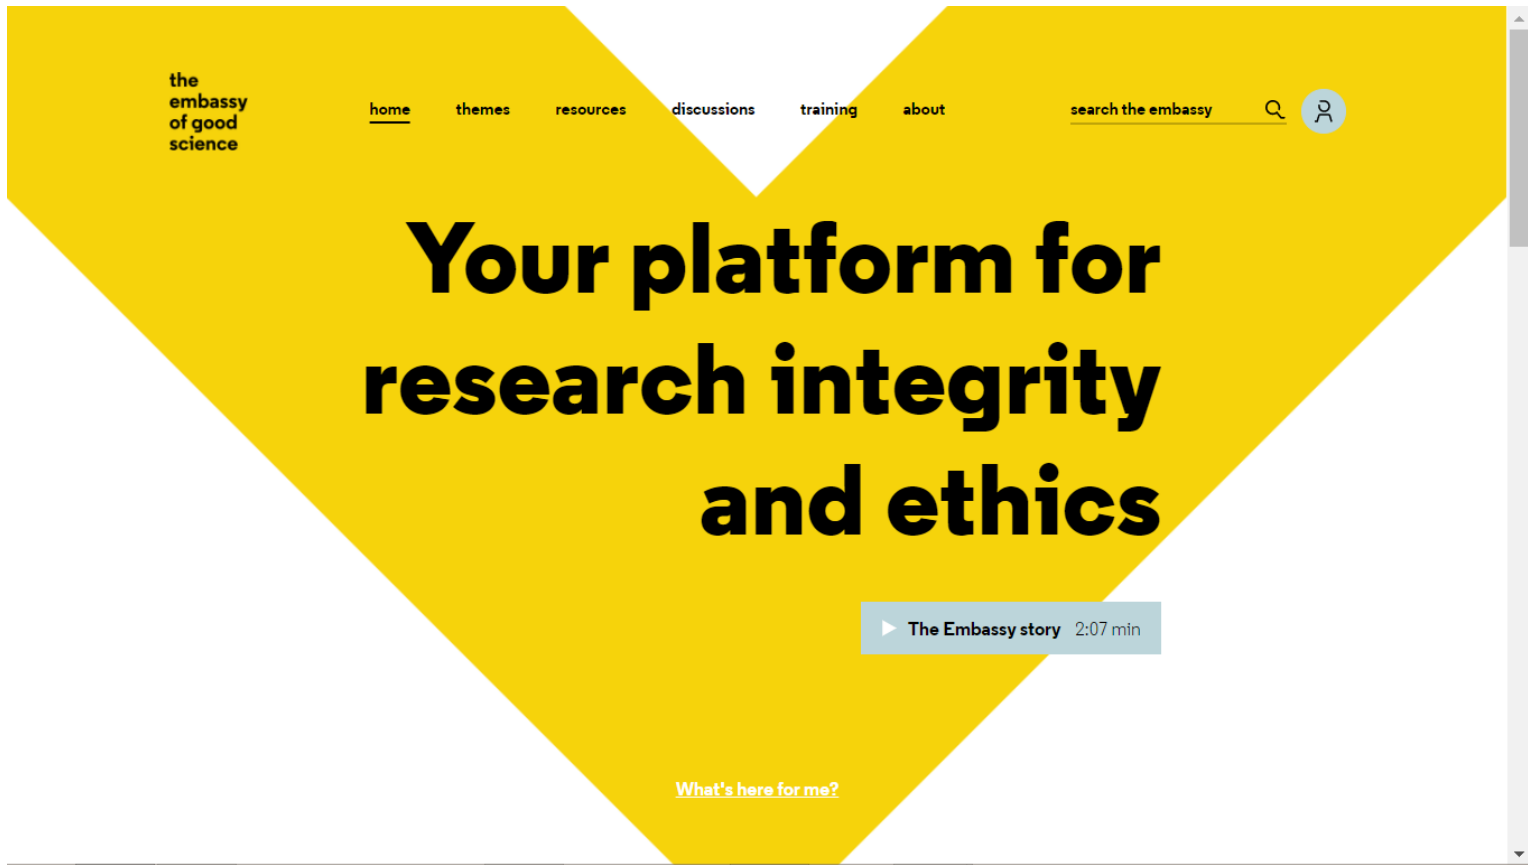 the
embassy
of good
science
home themes resources discussions training about search the embassy
Your platform for
research integrity
and ethics
The Embassy story 2:07 min
What's here for me?